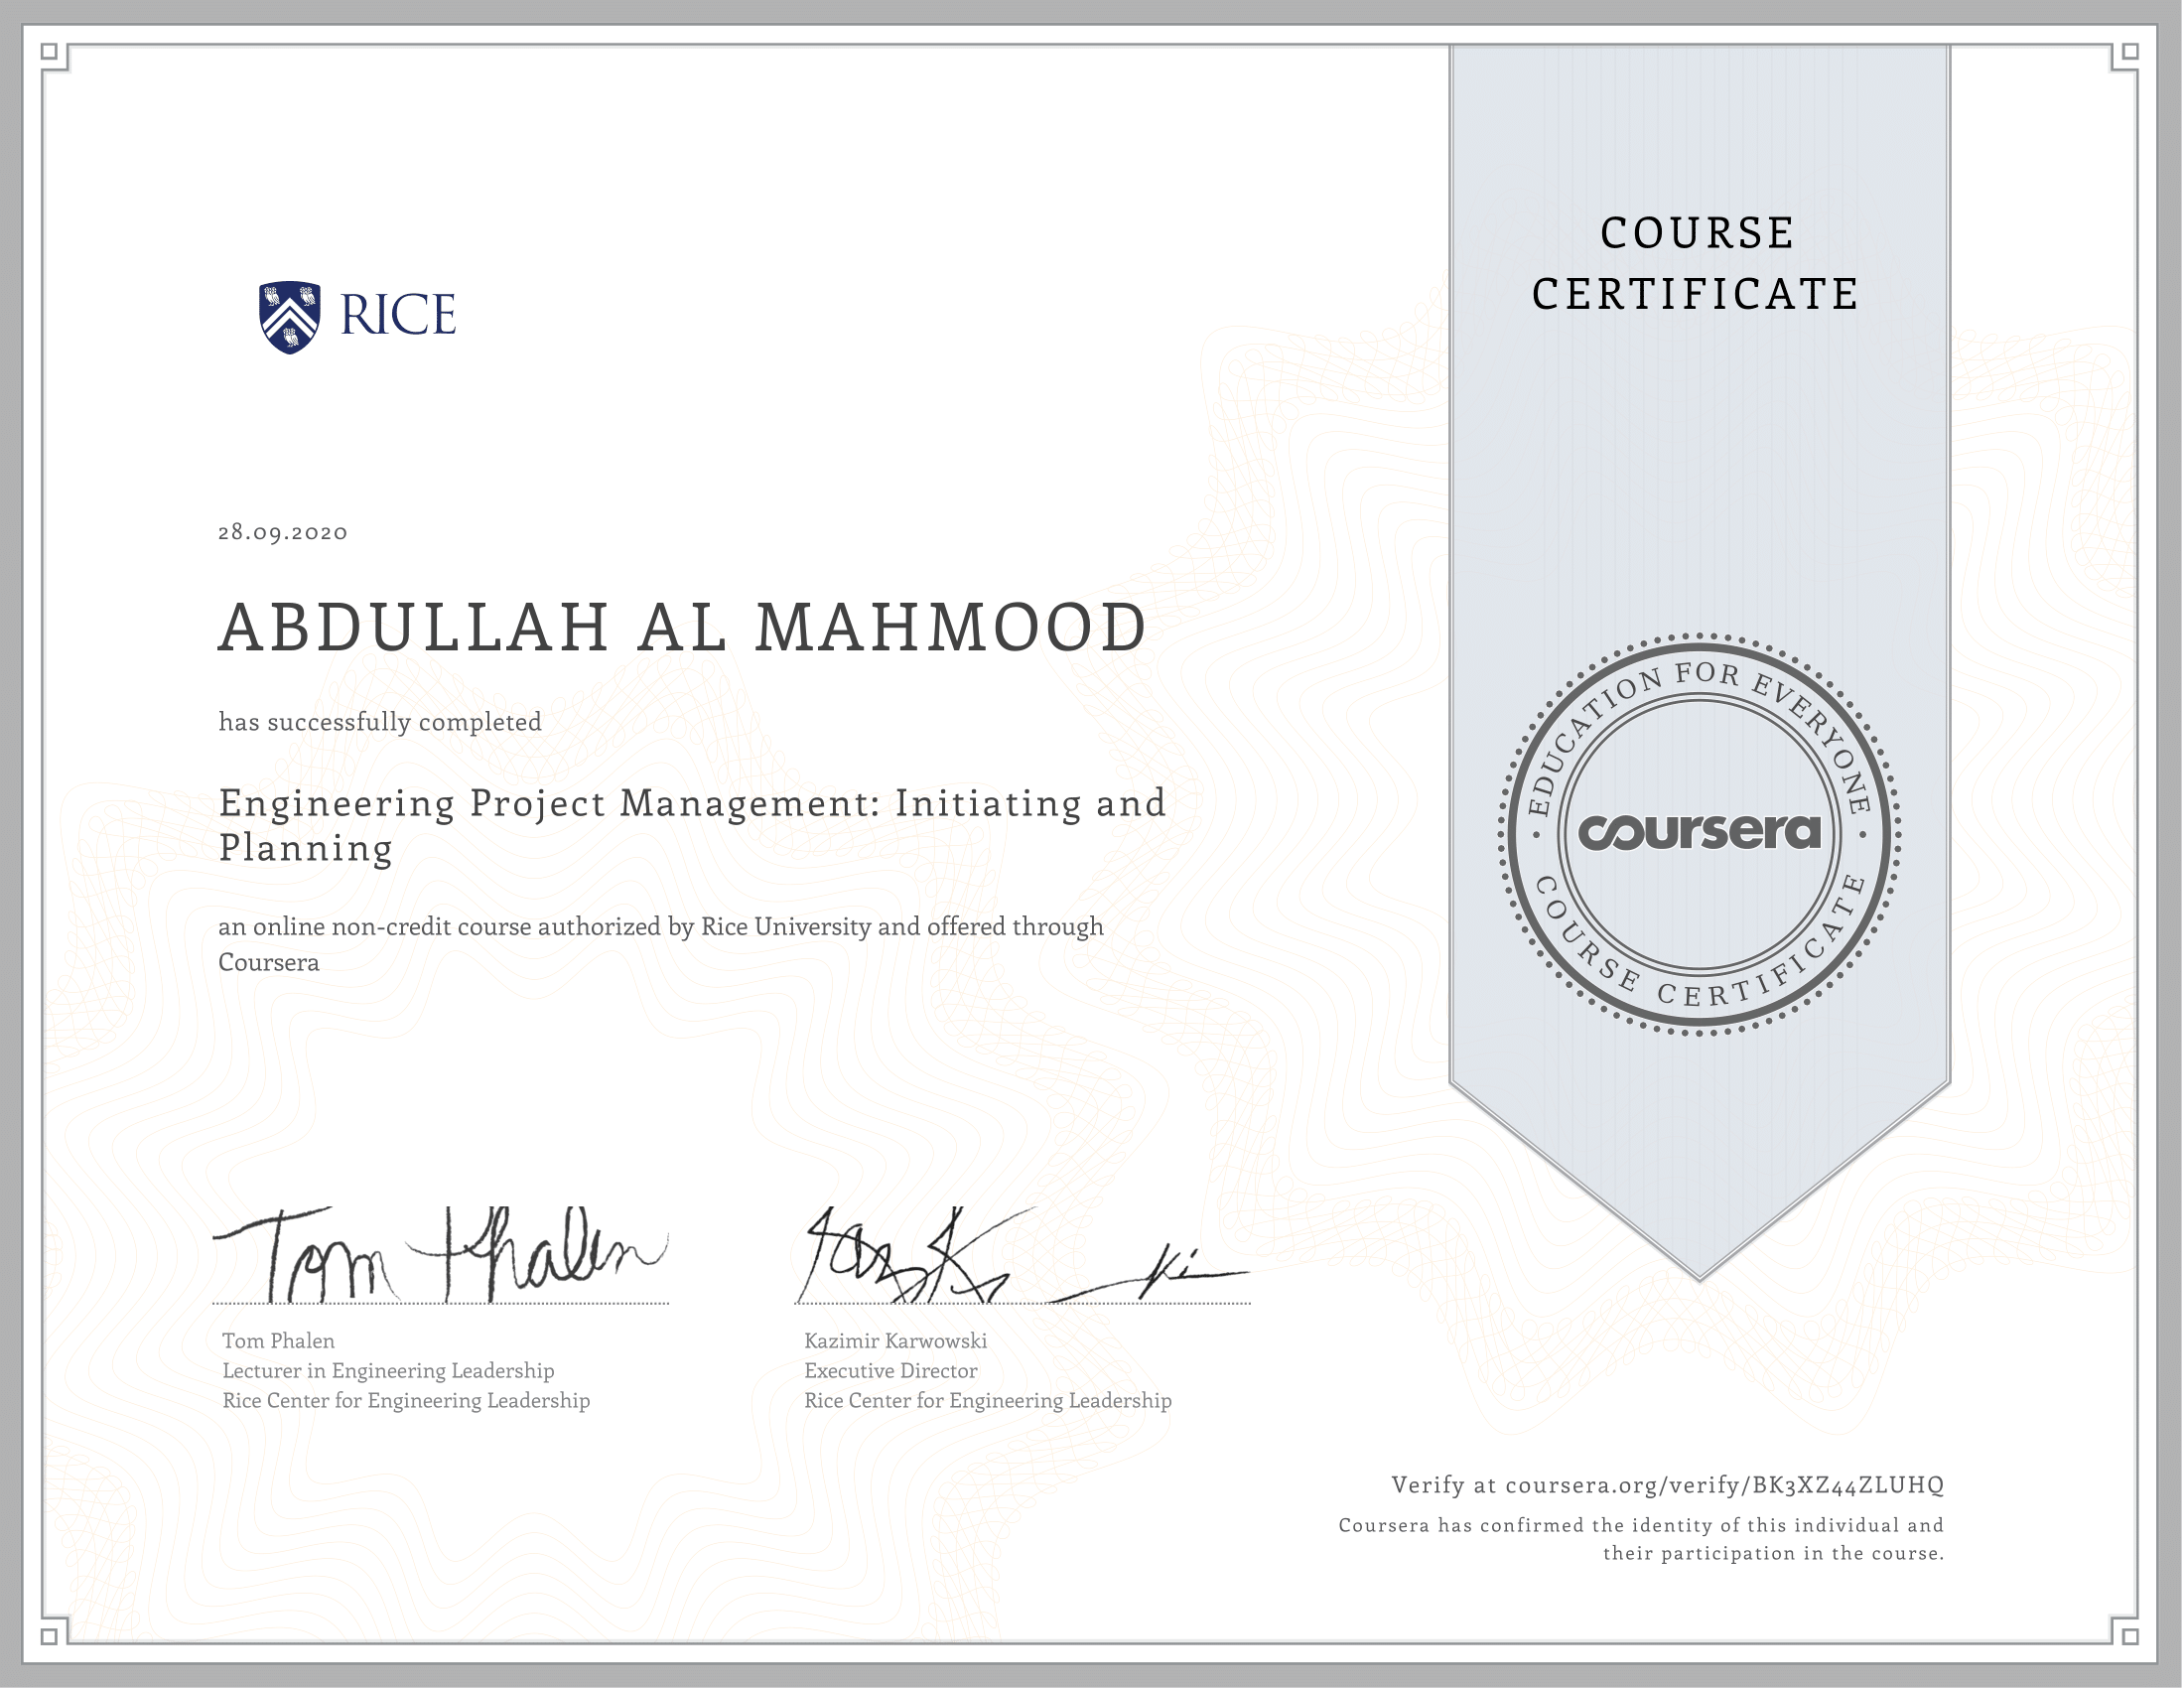 RICE
28.09.2020
ABDULLAH AL MAHMOOD
has successfully completed
Engineering Project Management: Initiating and
Planning
an online non-credit course authorized by Rice University and offered through
Coursera
Tom Phalen
Tom Phalen
Lecturer in Engineering Leadership
Rice Center for Engineering Leadership
Kazimir Karwowski
Executive Director
Rice Center for Engineering Leadership
COURSE
CERTIFICATE
EDUCATION FOR EVERYONE
coursera
COURSE CERTIFICATE
Verify at coursera.org/verify/BK3XZ44ZLUHQ
Coursera has confirmed the identity of this individual and
their participation in the course.